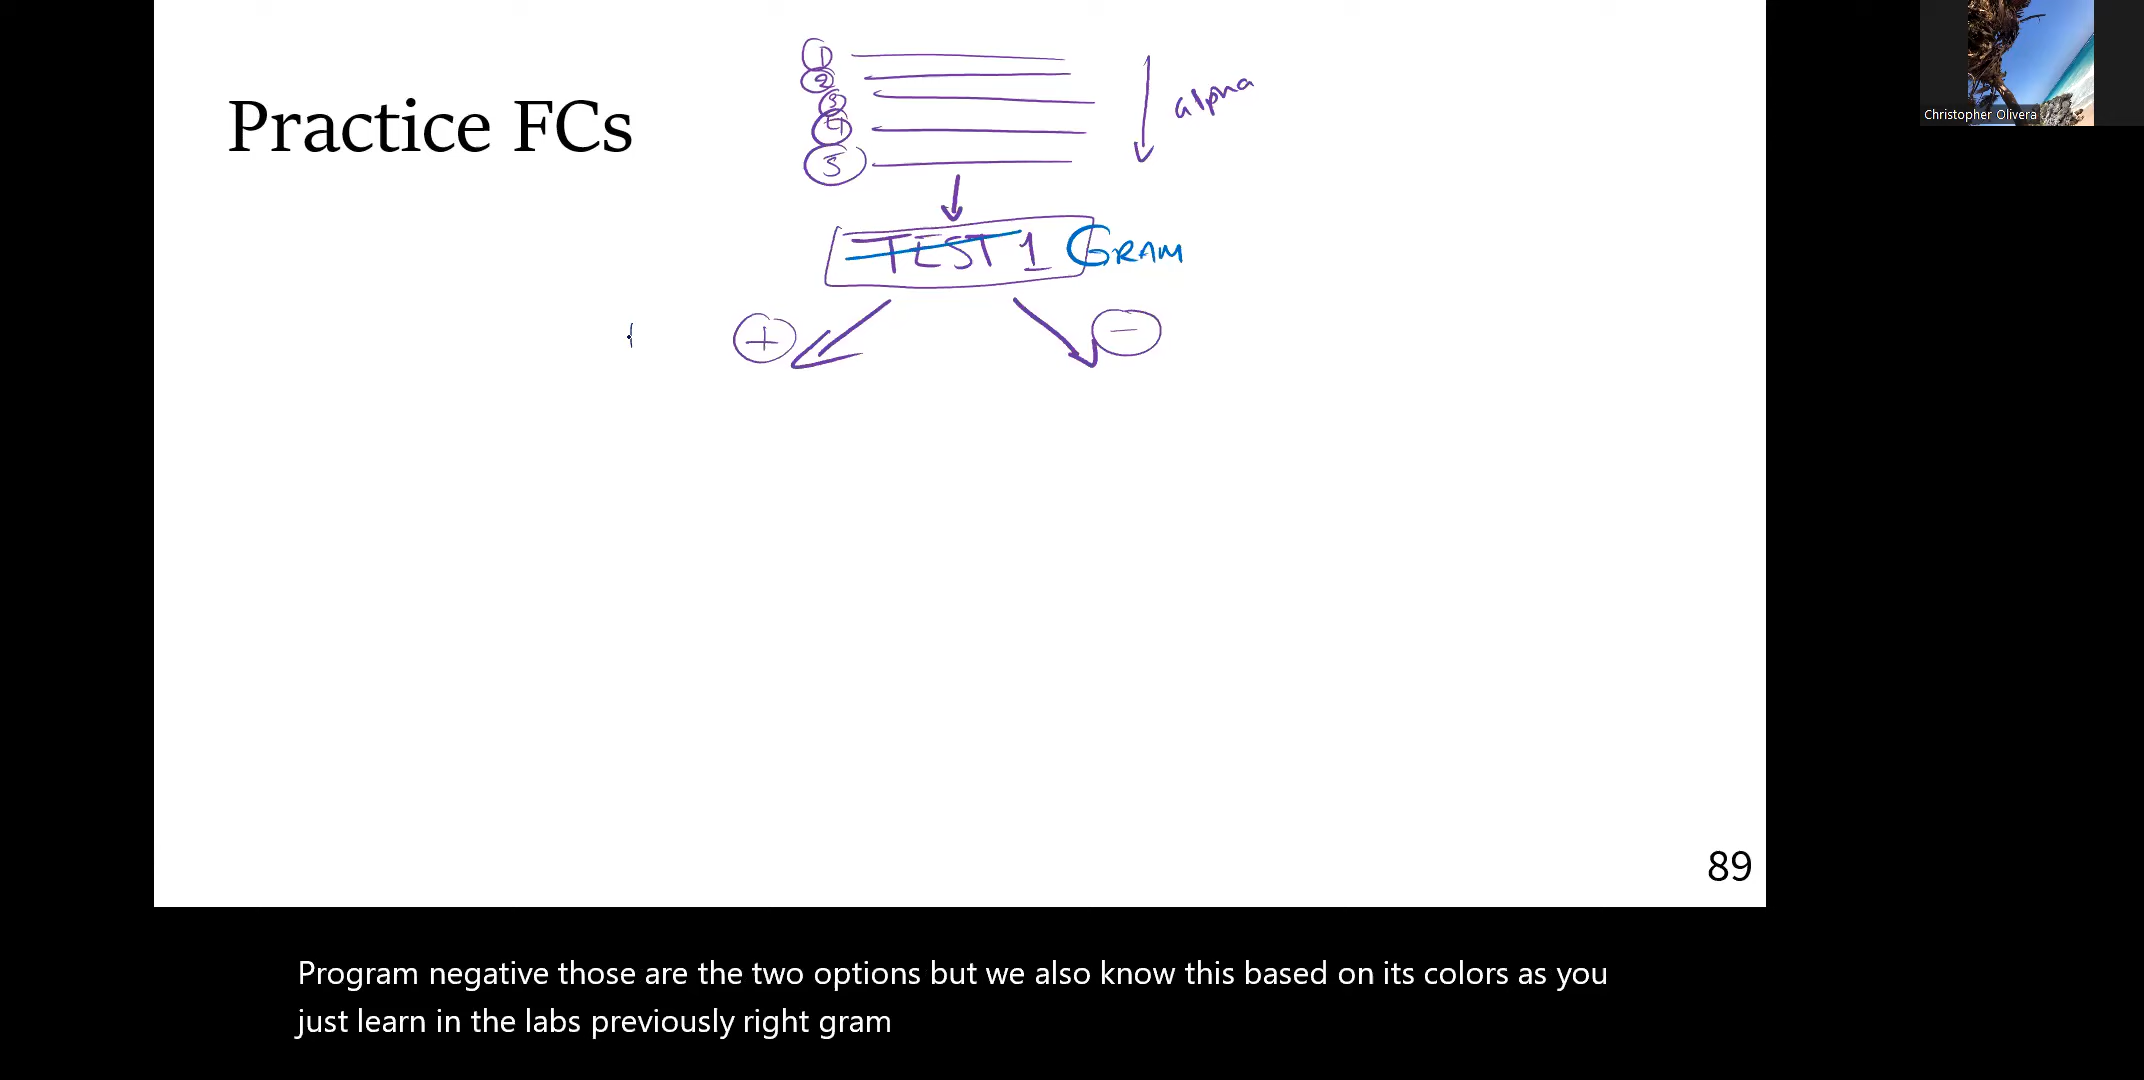 Practice FCs
1
2
3
4
5
alpha
TEST 1 GRAM
+
-
89
Christopher Olivera
Program negative those are the two options but we also know this based on its colors as you
just learn in the labs previously right gram